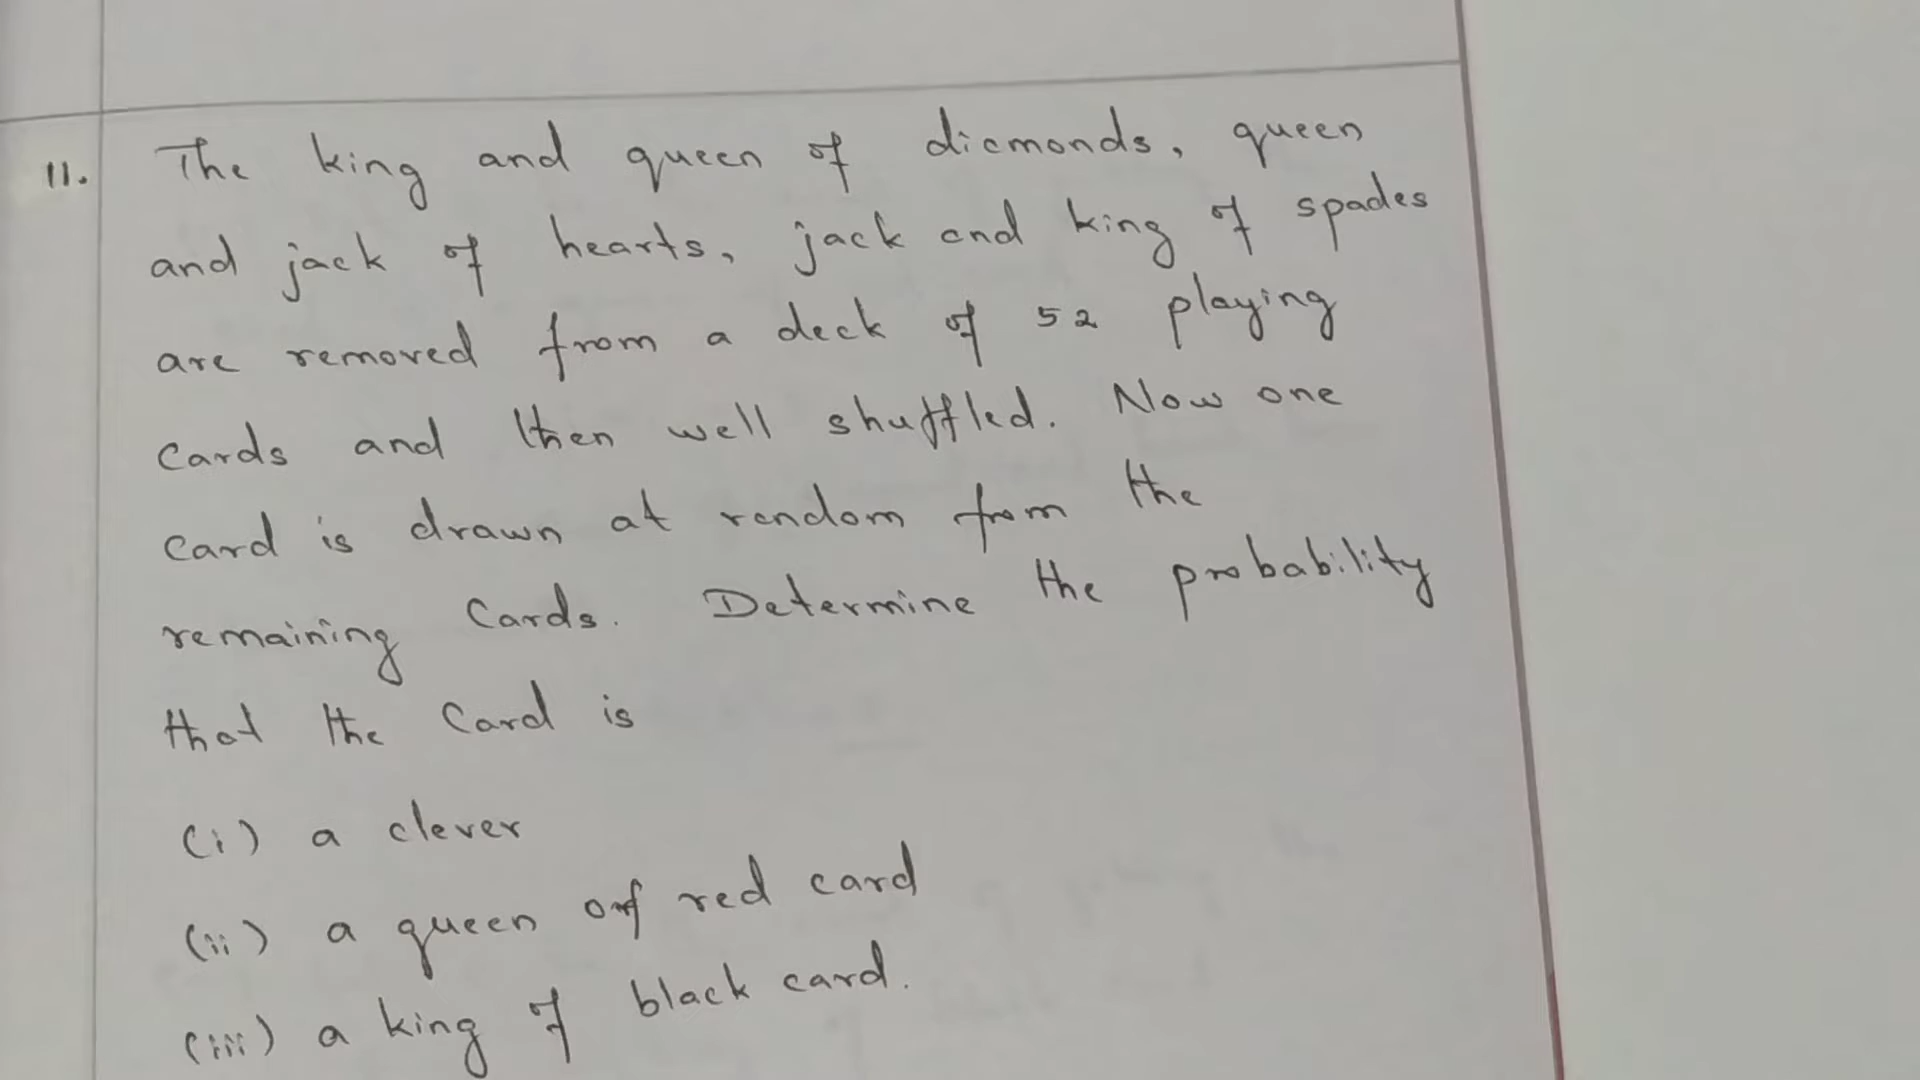 11. The king and queen of diamonds, queen
and jack of hearts, jack and king of spades
are removed from a deck of 52 playing
cards and then well shuffled. Now one
card is drawn at random from the
remaining cards. Determine the probability
that the card is
(i) a clever
(ii) a queen of red card
(iii) a king of black card.